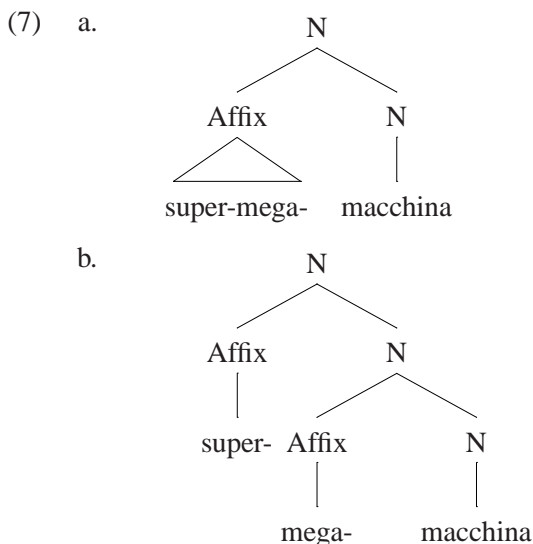 (7) a. N
Affix N
super-mega- macchina
b. N
Affix N
super- Affix N
mega- macchina